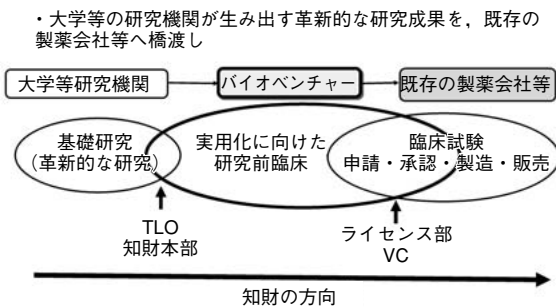 ・大学等の研究機関が生み出す革新的な研究成果を，既存の
製薬会社等へ橋渡し
大学等研究機関
バイオベンチャー
既存の製薬会社等
基礎研究
(革新的な研究)
実用化に向けた
研究前臨床
臨床試験
申請・承認・製造・販売
TLO
知財本部
ライセンス部
VC
知財の方向